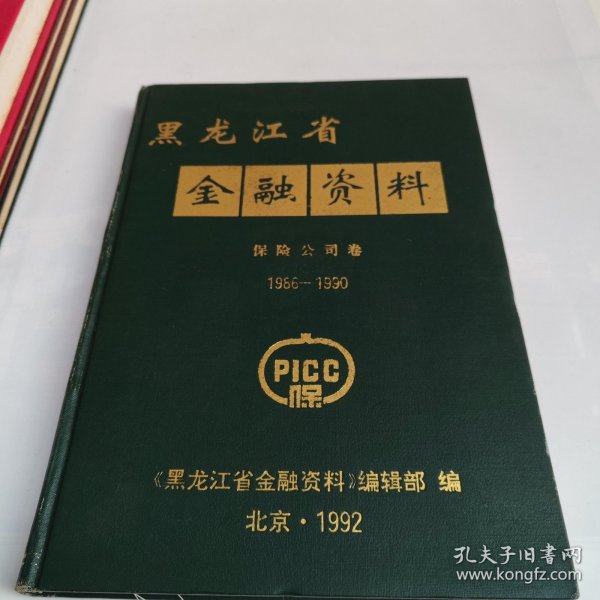 黑龙江省
金融资料
保险公司卷
1986—1990
PICC
保
《黑龙江省金融资料》编辑部 编
北京·1992
孔夫子旧书网
www.kongfz.com